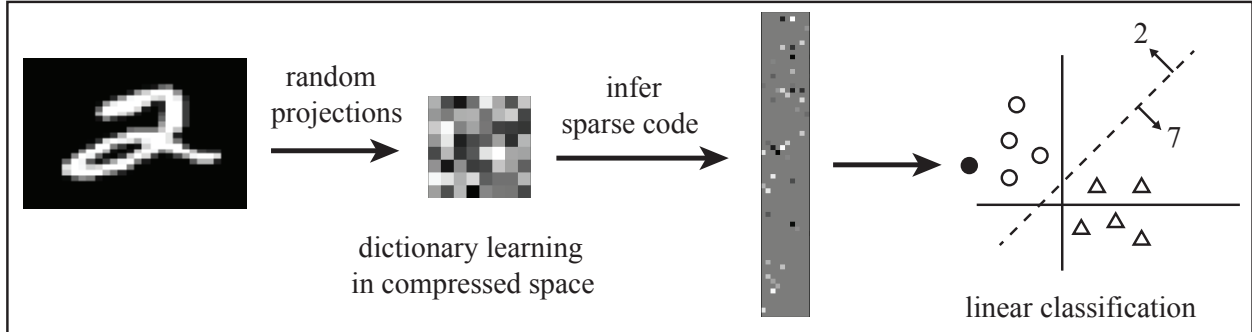 random
projections
dictionary learning
in compressed space
infer
sparse code
2
7
linear classification